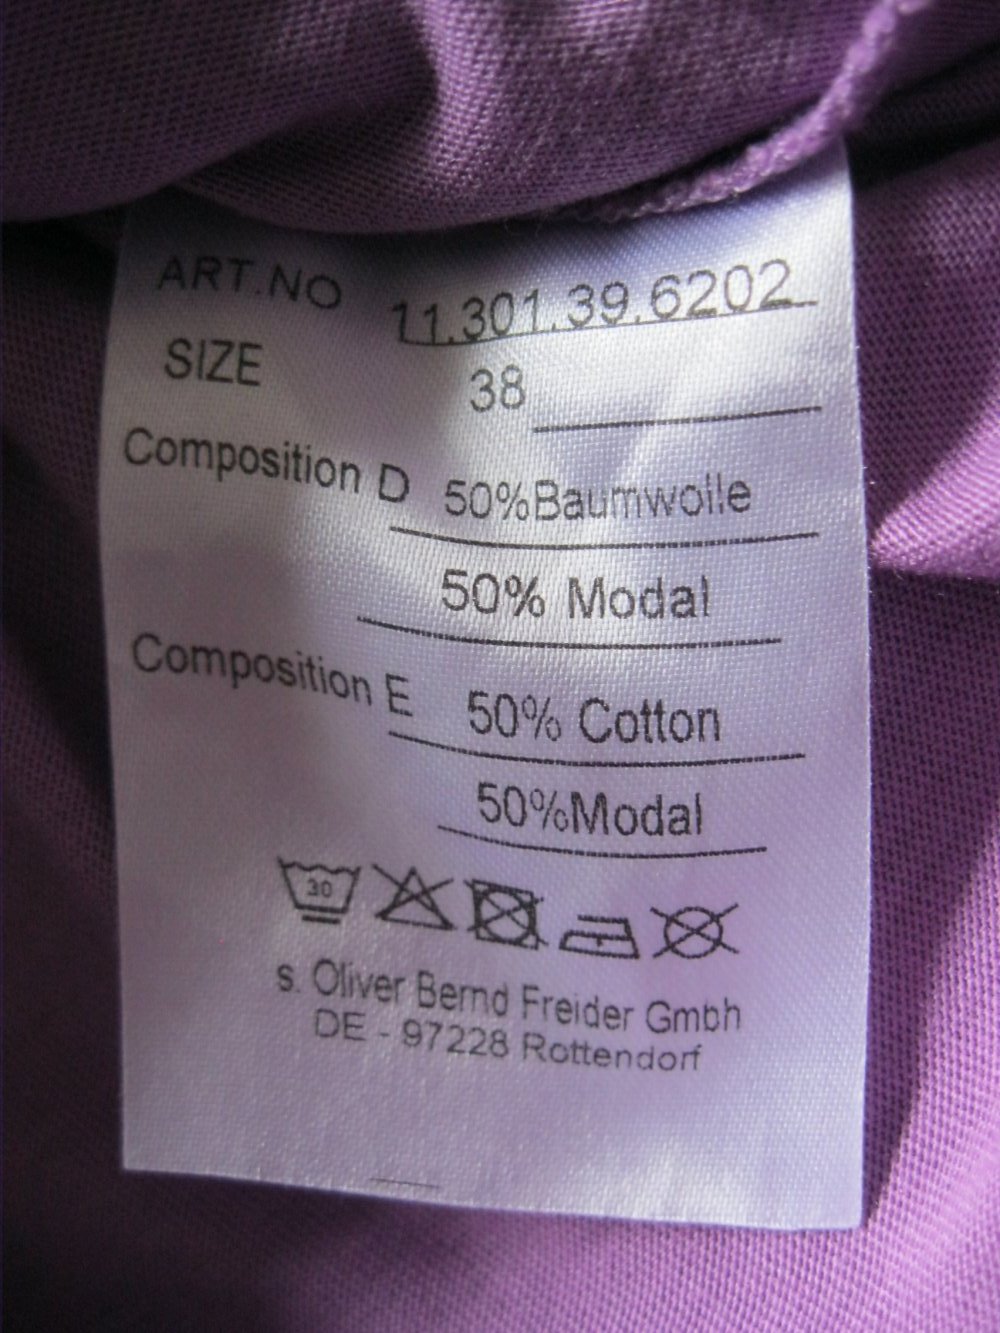 ART.NO 11.301.39.6202
SIZE 38
Composition D 50%Baumwolle
50% Modal
Composition E 50% Cotton
50%Modal
30
s. Oliver Bernd Freider Gmbh
DE - 97228 Rottendorf